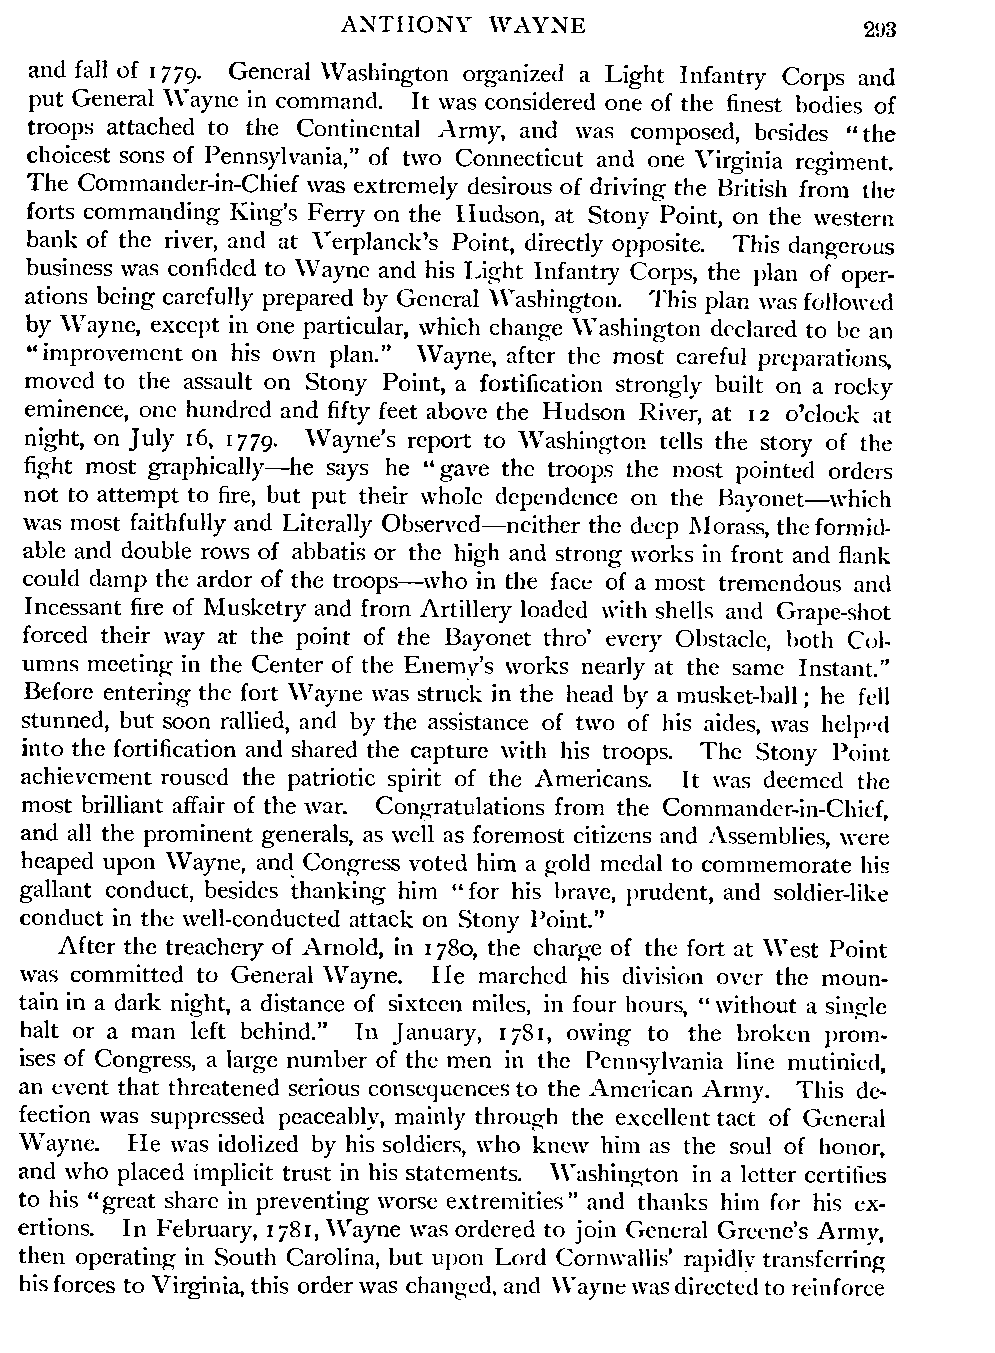 ANTHONY WAYNE 293
and fall of 1779. General Washington organized a Light Infantry Corps and
put General Wayne in command. It was considered one of the finest bodies of
troops attached to the Continental Army, and was composed, besides "the
choicest sons of Pennsylvania," of two Connecticut and one Virginia regiment.
The Commander-in-Chief was extremely desirous of driving the British from the
forts commanding King's Ferry on the Hudson, at Stony Point, on the western
bank of the river, and at Verplanck's Point, directly opposite. This dangerous
business was confided to Wayne and his Light Infantry Corps, the plan of oper-
ations being carefully prepared by General Washington. This plan was followed
by Wayne, except in one particular, which change Washington declared to be an
"improvement on his own plan." Wayne, after the most careful preparations,
moved to the assault on Stony Point, a fortification strongly built on a rocky
eminence, one hundred and fifty feet above the Hudson River, at 12 o'clock at
night, on July 16, 1779. Wayne's report to Washington tells the story of the
fight most graphically—he says he "gave the troops the most pointed orders
not to attempt to fire, but put their whole dependence on the Bayonet—which
was most faithfully and Literally Observed—neither the deep Morass, the formid-
able and double rows of abbatis or the high and strong works in front and flank
could damp the ardor of the troops—who in the face of a most tremendous and
Incessant fire of Musketry and from Artillery loaded with shells and Grape-shot
forced their way at the point of the Bayonet thro' every Obstacle, both Col-
umns meeting in the Center of the Enemy's works nearly at the same Instant."
Before entering the fort Wayne was struck in the head by a musket-ball; he fell
stunned, but soon rallied, and by the assistance of two of his aides, was helped
into the fortification and shared the capture with his troops. The Stony Point
achievement roused the patriotic spirit of the Americans. It was deemed the
most brilliant affair of the war. Congratulations from the Commander-in-Chief,
and all the prominent generals, as well as foremost citizens and Assemblies, were
heaped upon Wayne, and Congress voted him a gold medal to commemorate his
gallant conduct, besides thanking him "for his brave, prudent, and soldier-like
conduct in the well-conducted attack on Stony Point."
After the treachery of Arnold, in 1780, the charge of the fort at West Point
was committed to General Wayne. He marched his division over the moun-
tain in a dark night, a distance of sixteen miles, in four hours, "without a single
halt or a man left behind." In January, 1781, owing to the broken prom-
ises of Congress, a large number of the men in the Pennsylvania line mutinied,
an event that threatened serious consequences to the American Army. This de-
fection was suppressed peaceably, mainly through the excellent tact of General
Wayne. He was idolized by his soldiers, who knew him as the soul of honor,
and who placed implicit trust in his statements. Washington in a letter certifies
to his "great share in preventing worse extremities" and thanks him for his ex-
ertions. In February, 1781, Wayne was ordered to join General Greene's Army,
then operating in South Carolina, but upon Lord Cornwallis' rapidly transferring
his forces to Virginia, this order was changed, and Wayne was directed to reinforce